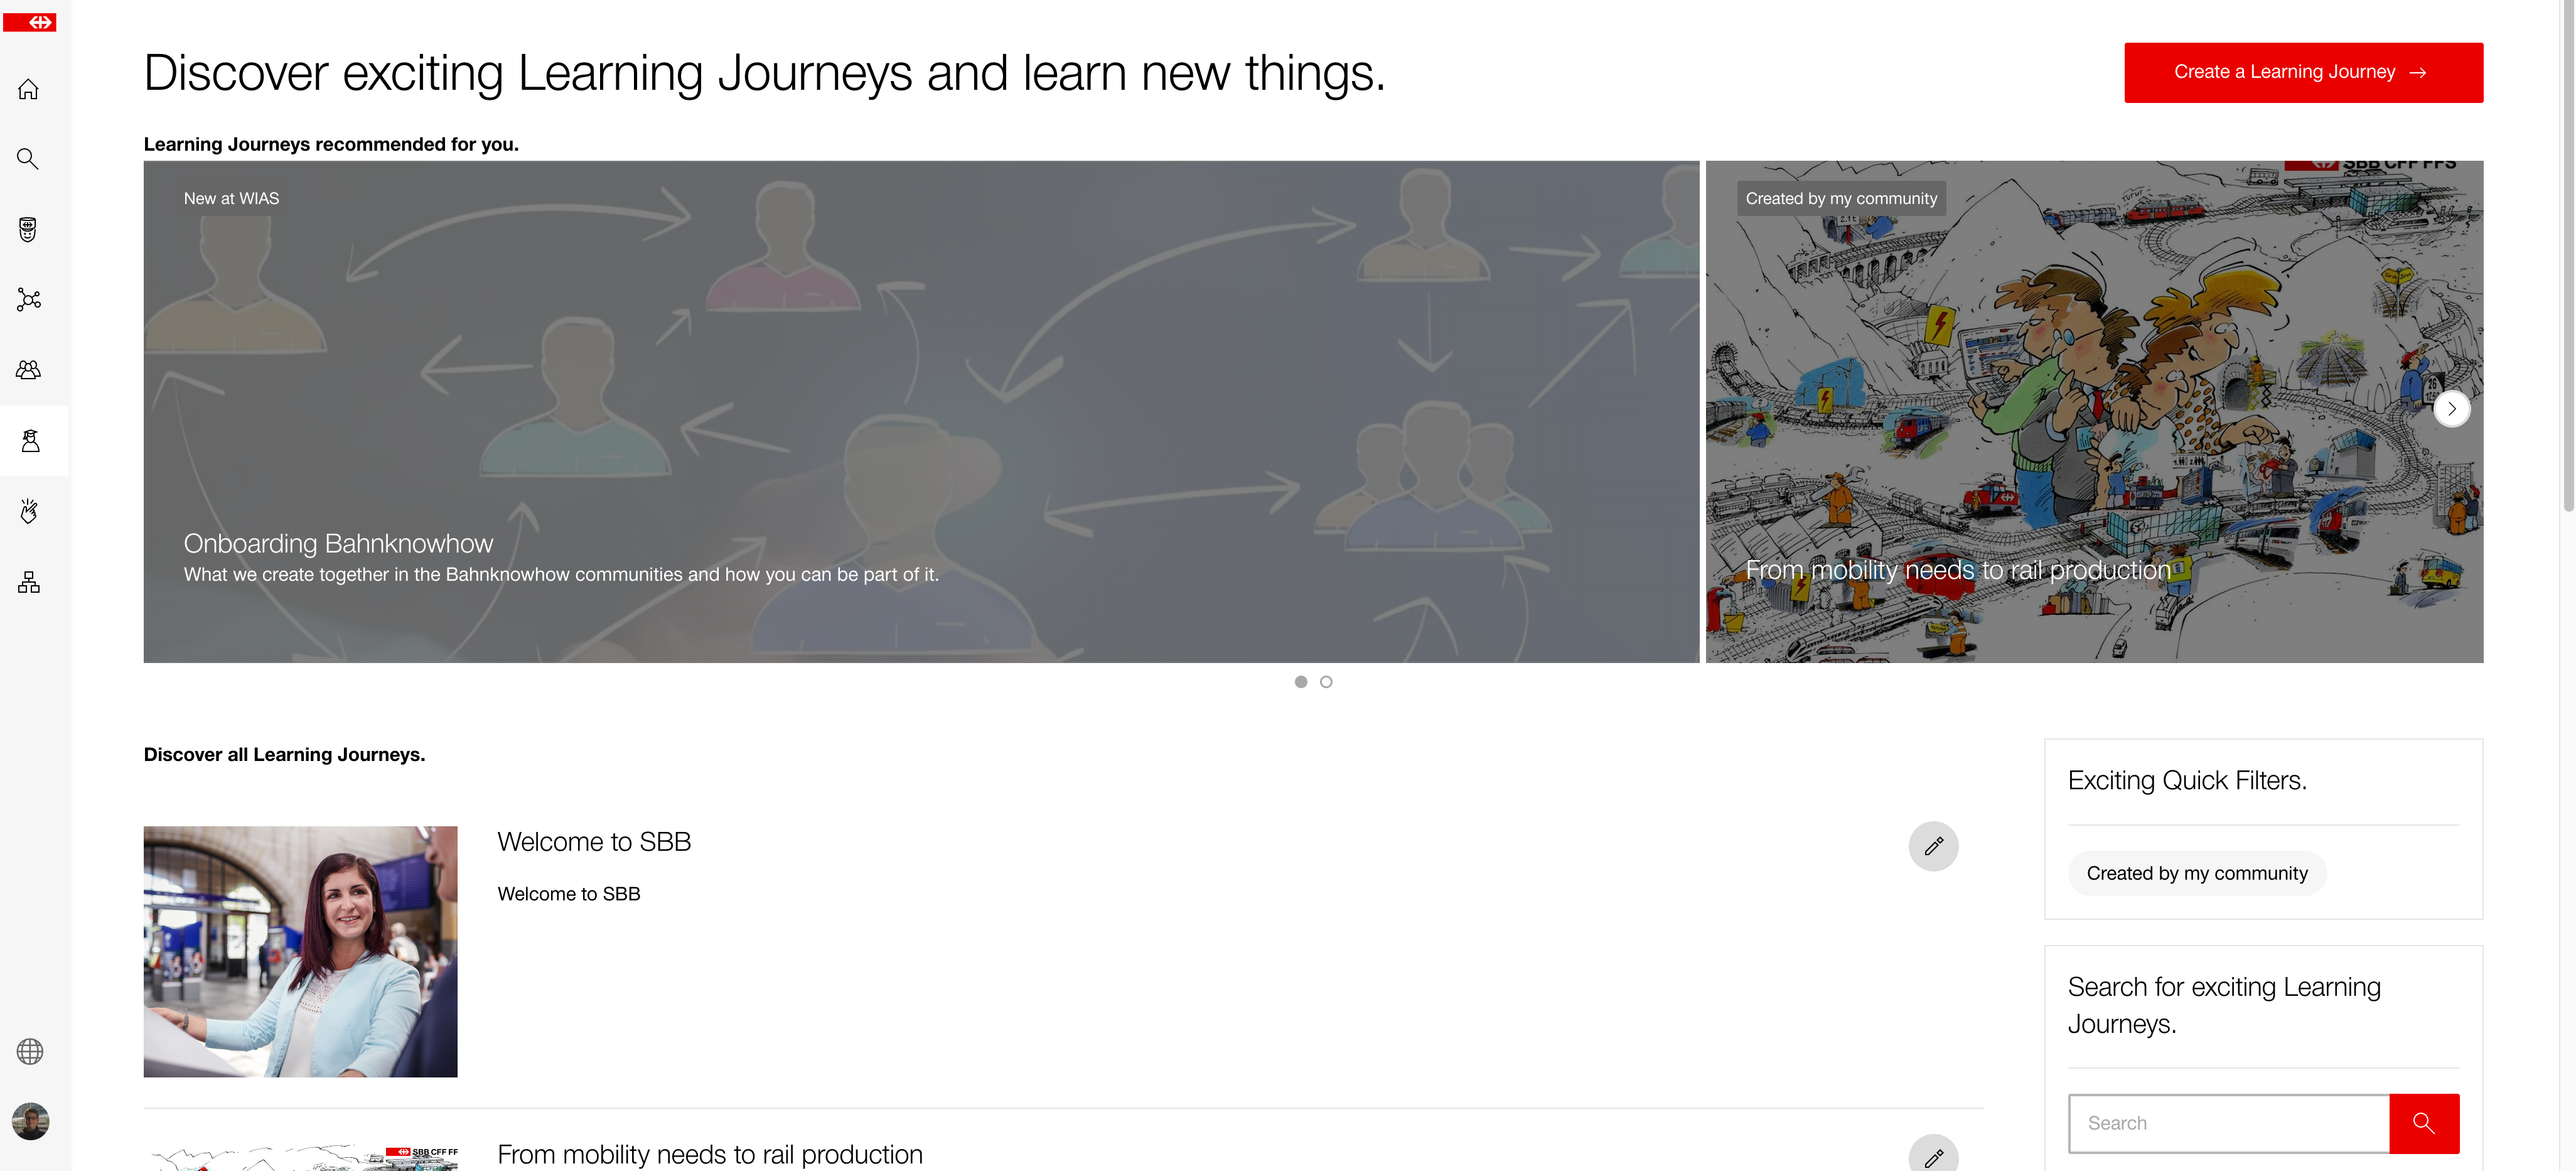 Discover exciting Learning Journeys and learn new things.
Create a Learning Journey
Learning Journeys recommended for you.
New at WIAS
Onboarding Bahnknowhow
What we create together in the Bahnknowhow communities and how you can be part of it.
SBB CFF FFS
Created by my community
From mobility needs to rail production
Discover all Learning Journeys.
Welcome to SBB
Welcome to SBB
SBB CFF FF
From mobility needs to rail production
Exciting Quick Filters.
Created by my community
Search for exciting Learning
Journeys.
Search